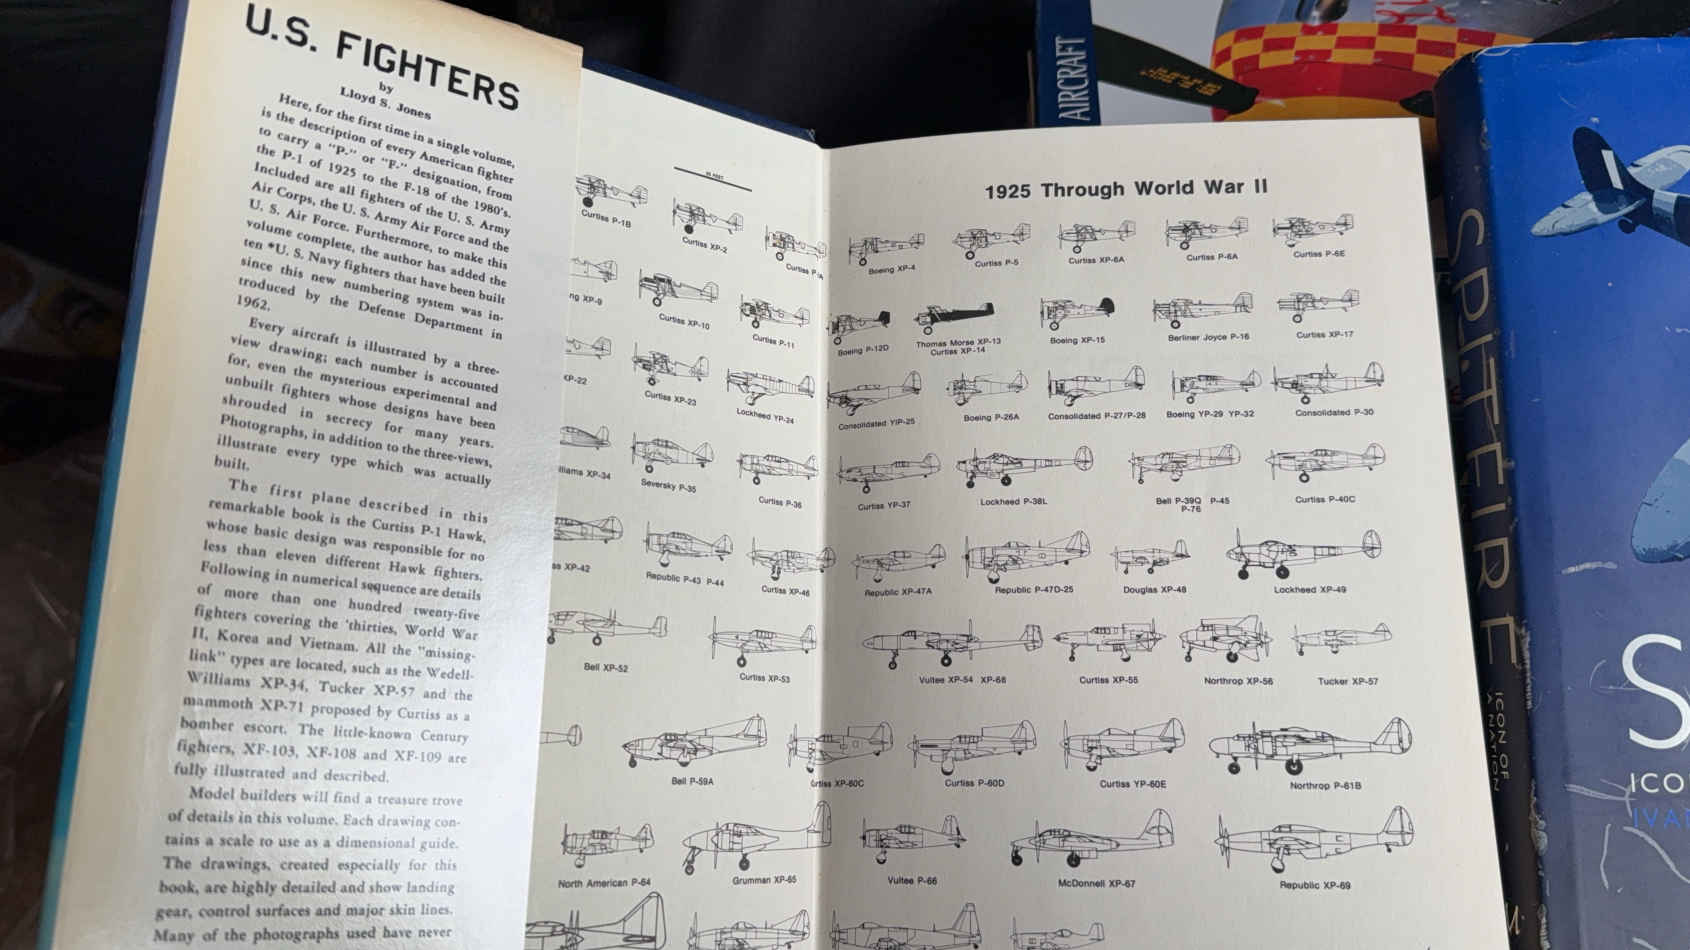 U.S. FIGHTERS
by
Lloyd S. Jones
Here, for the first time in a single volume,
is the description of every American fighter
to carry a "P-" or "F-" designation, from
the P-1 of 1925 to the F-18 of the 1980's.
Included are all fighters of the U. S. Army
Air Corps, the U. S. Army Air Force and the
U. S. Air Force. Furthermore, to make this
volume complete, the author has added the
ten *U. S. Navy fighters that have been built
since this new numbering system was in-
troduced by the Defense Department in
1962.
Every aircraft is illustrated by a three-
view drawing; each number is accounted
for, even the mysterious experimental and
unbuilt fighters whose designs have been
shrouded in secrecy for many years.
Photographs, in addition to the three-views,
illustrate every type which was actually
built.
The first plane described in this
remarkable book is the Curtiss P-1 Hawk,
whose basic design was responsible for no
less than eleven different Hawk fighters.
Following in numerical sequence are details
of more than one hundred twenty-five
fighters covering the 'thirties, World War
II, Korea and Vietnam. All the "missing-
link" types are located, such as the Wedell-
Williams XP-34, Tucker XP-57 and the
mammoth XP-71 proposed by Curtiss as a
bomber escort. The little-known Century
fighters, XF-103, XF-108 and XF-109 are
fully illustrated and described.
Model builders will find a treasure trove
of details in this volume. Each drawing con-
tains a scale to use as a dimensional guide.
The drawings, created especially for this
book, are highly detailed and show landing
gear, control surfaces and major skin lines.
Many of the photographs used have never
Curtiss P-1B
Curtiss XP-2
Curtiss
ng XP-9
Curtiss XP-10
Curtiss P-11
XP-22
Curtiss XP-23
Lockheed YP-24
lliams XP-34
Seversky P-35
Curtiss P-36
ss XP-42
Republic P-43 P-44
Curtiss XP-46
Bell XP-52
Curtiss XP-53
Bell P-59A
North American P-64
Grumman XP-65
1925 Through World War II
Boeing XP-4
Curtiss P-5
Curtiss XP-6A
Curtiss P-6A
Curtiss P-6E
Boeing P-12D
Thomas Morse XP-13
Curtiss XP-14
Boeing XP-15
Berliner Joyce P-16
Curtiss XP-17
Consolidated YIP-25
Boeing P-26A
Consolidated P-27/P-28
Boeing YP-29 YP-32
Consolidated P-30
Curtiss YP-37
Lockheed P-38L
Bell P-39Q P-45
P-76
Curtiss P-40C
Republic XP-47A
Republic P-47D-25
Douglas XP-48
Lockheed XP-49
Vultee XP-54 XP-68
Curtiss XP-55
Northrop XP-56
Tucker XP-57
rtiss XP-60C
Curtiss P-60D
Curtiss YP-60E
Northrop P-61B
Vultee P-66
McDonnell XP-67
Republic XP-69
AIRCRAFT
SPITFIRE
ICON OF
A NATION
S
ICO
IVA